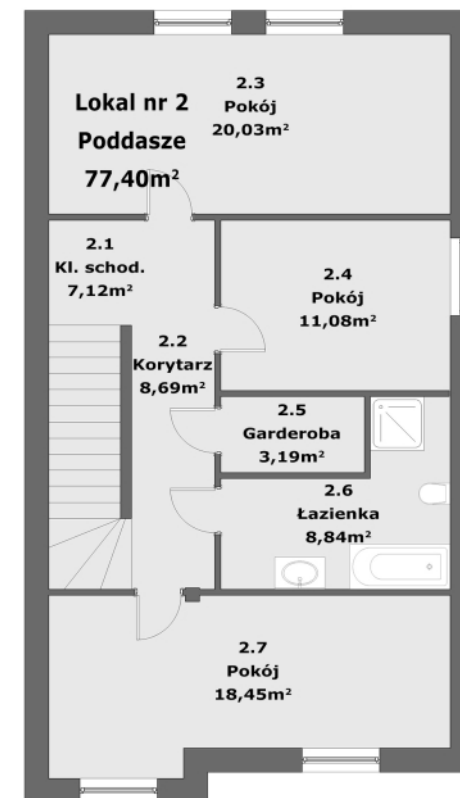 Lokal nr 2
Poddasze
77,40m²
2.3
Pokój
20,03m²
2.1
Kl. schod.
7,12m²
2.2
Korytarz
8,69m²
2.4
Pokój
11,08m²
2.5
Garderoba
3,19m²
2.6
Łazienka
8,84m²
2.7
Pokój
18,45m²